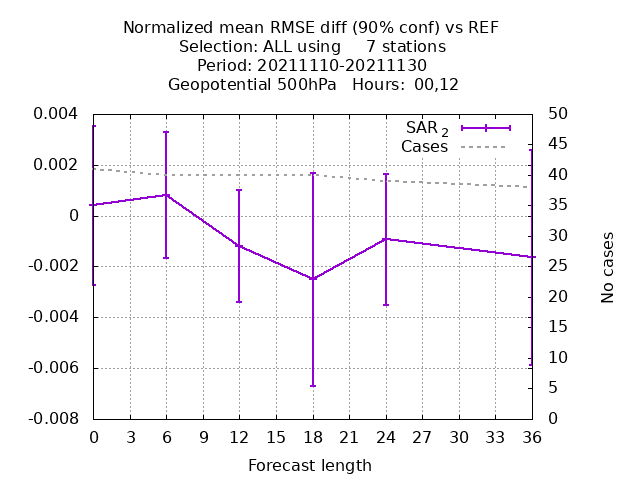 Normalized mean RMSE diff (90% conf) vs REF
Selection: ALL using     7 stations
Period: 20211110-20211130
Geopotential 500hPa   Hours: 00,12
SAR 2
Cases
0.004
0.002
0
-0.002
-0.004
-0.006
-0.008
50
45
40
35
30
25
20
15
10
5
0
No cases
0 3 6 9 12 15 18 21 24 27 30 33 36
Forecast length